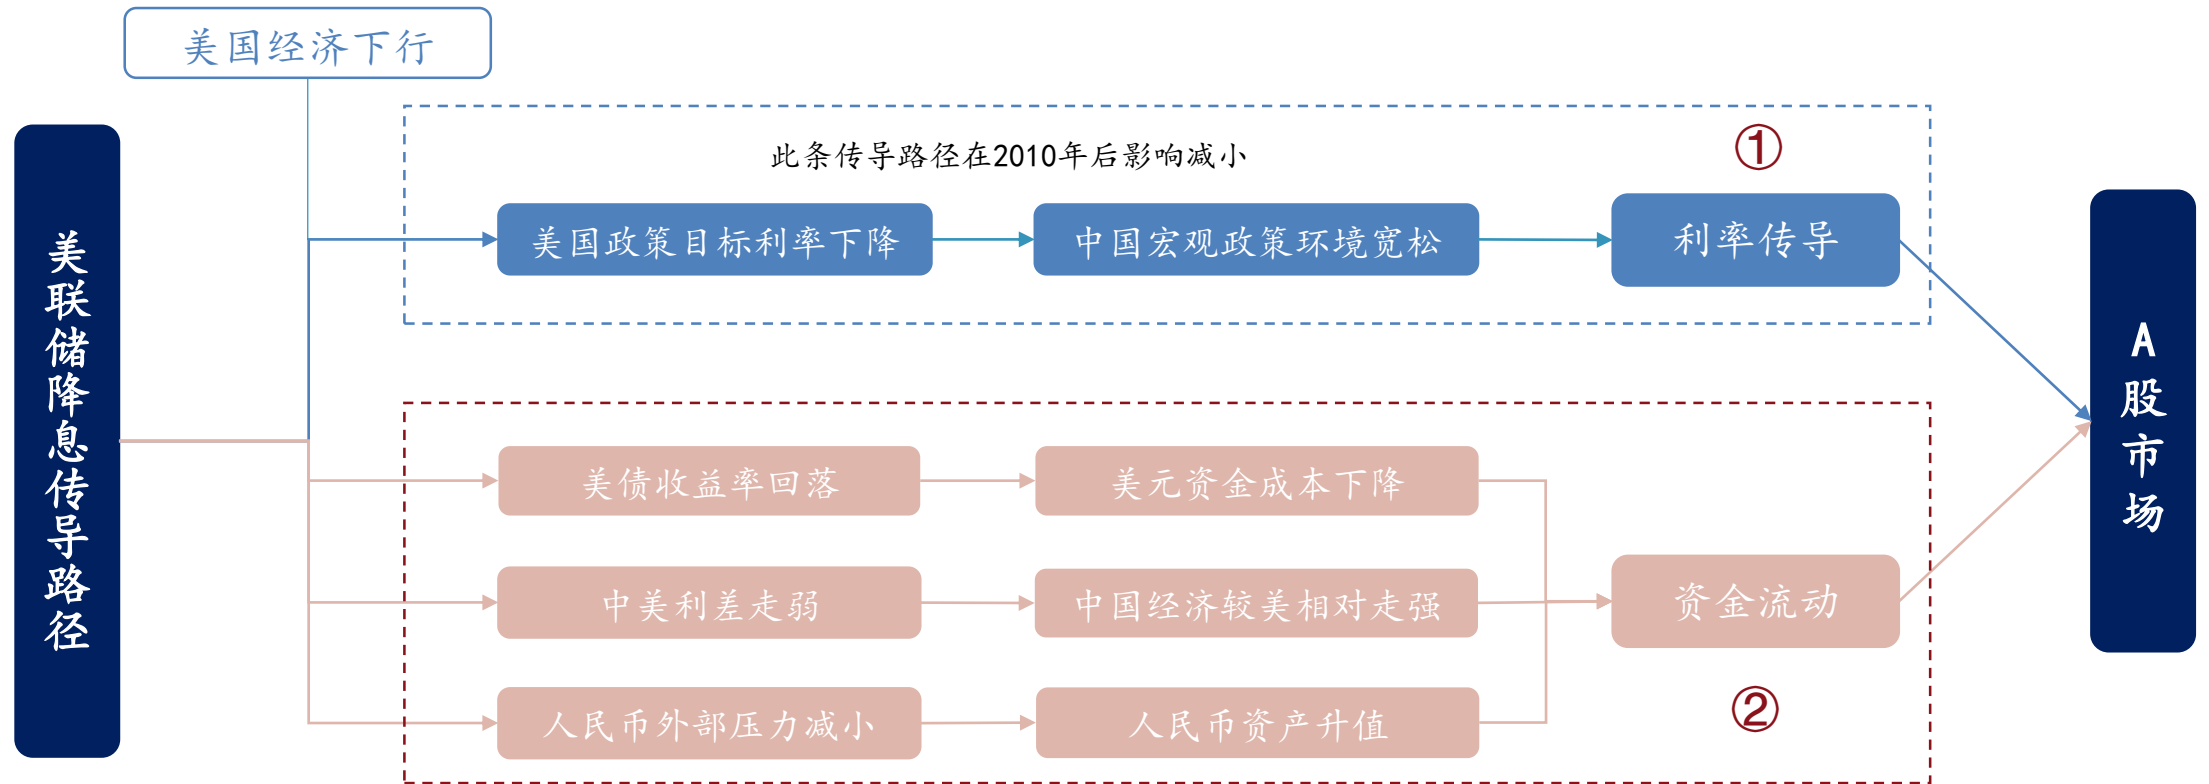 美国经济下行
美联储降息传导路径
此条传导路径在2010年后影响减小
①
美国政策目标利率下降
中国宏观政策环境宽松
利率传导
A股市场
美债收益率回落
美元资金成本下降
中美利差走弱
中国经济较美相对走强
资金流动
人民币外部压力减小
人民币资产升值
②